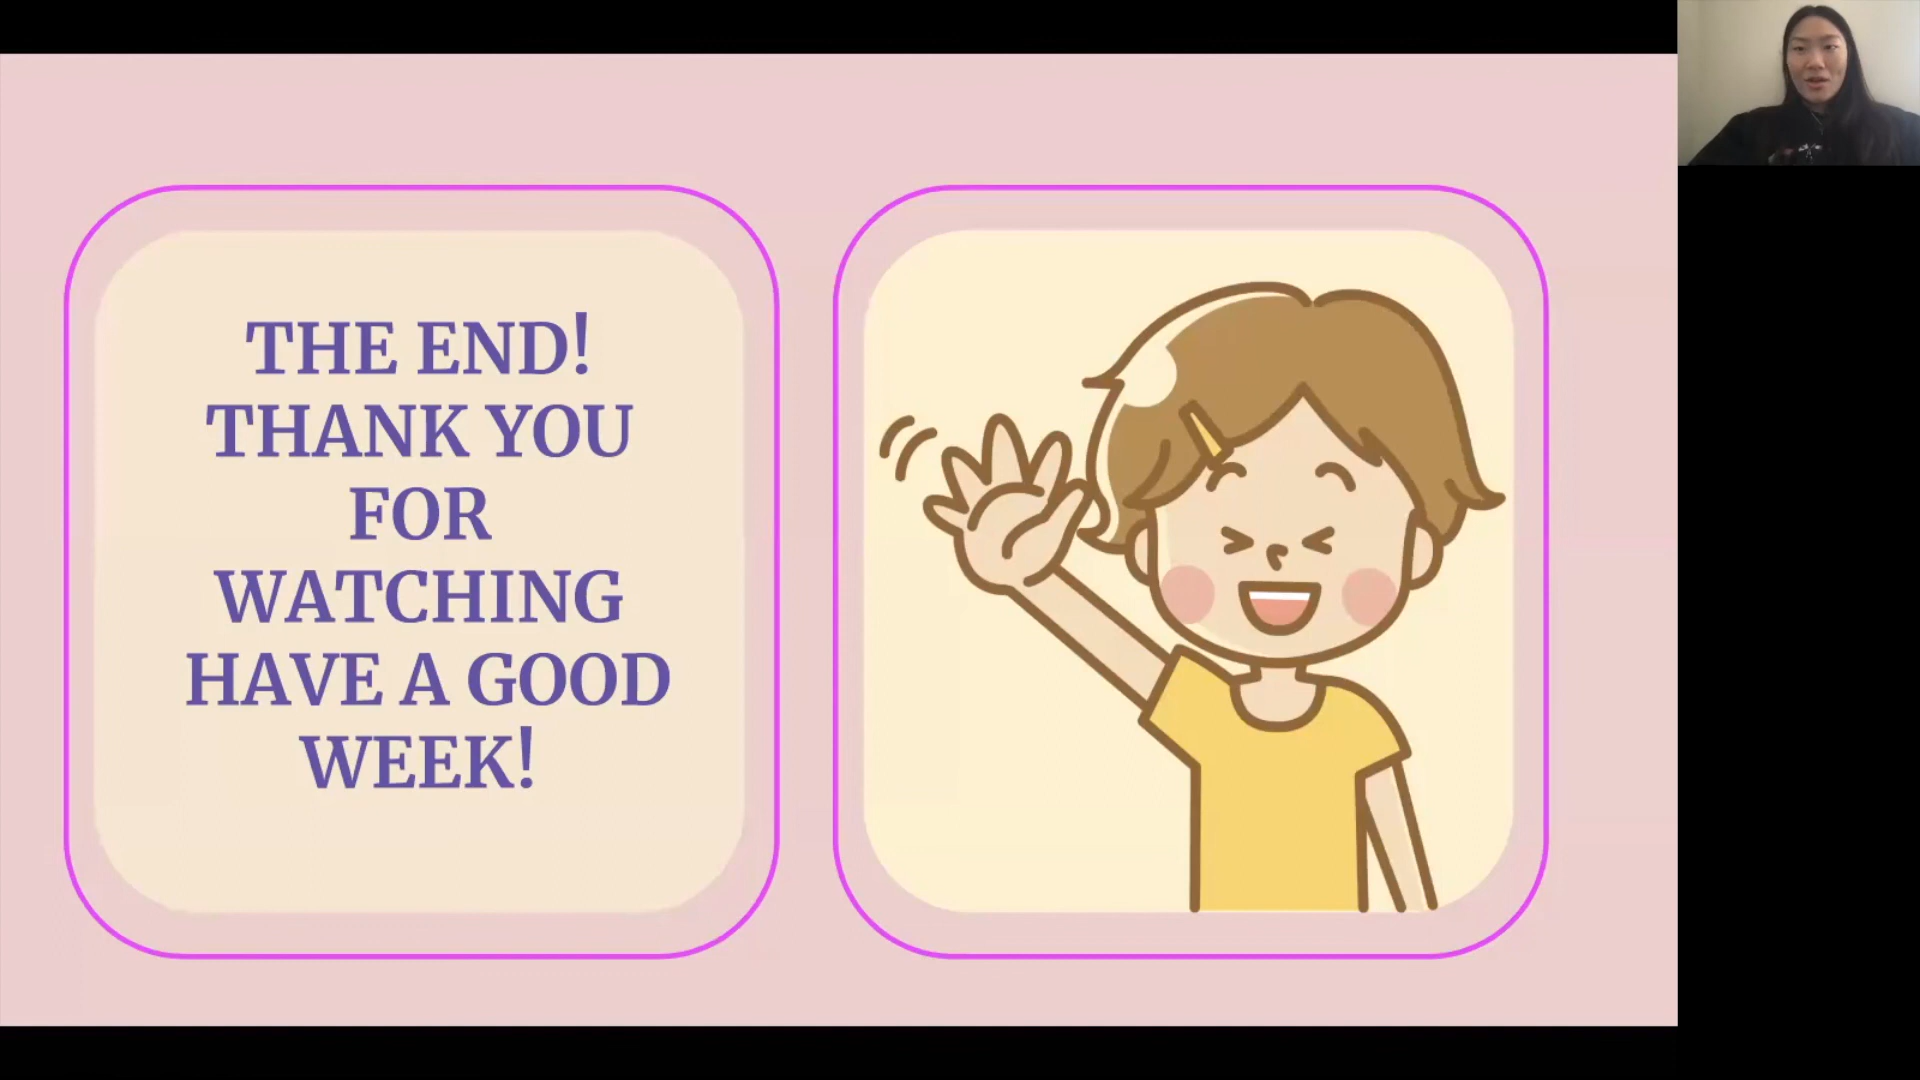 THE END!
THANK YOU
FOR
WATCHING
HAVE A GOOD
WEEK!